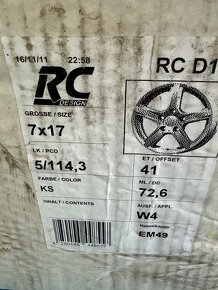 16/11/11 22:58
RC D1
RC
DESIGN
GRÖSSE / SIZE
7x17
LK / PCD
5/114,3
ET / OFFSET
41
FARBE / COLOR
KS
ML / DC
72,6
INHALT / CONTENTS
AUSF. / APPL.
W4
Nabenkappe
EM49